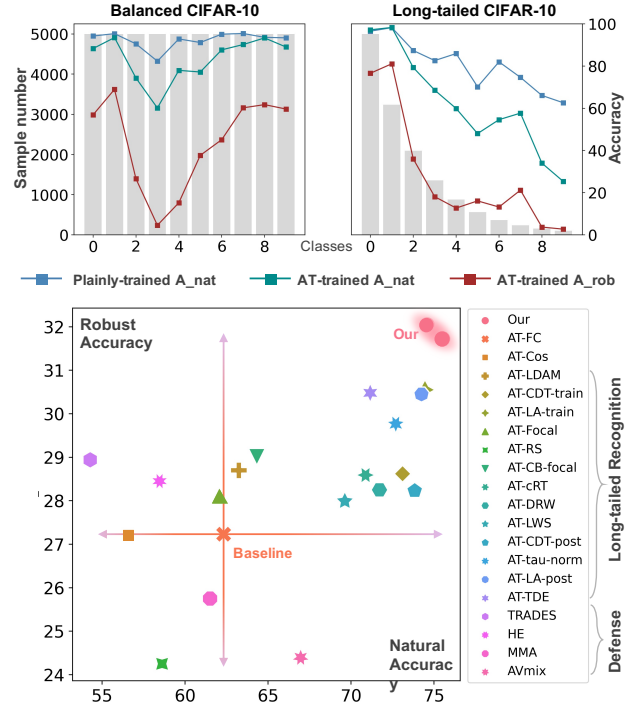 Balanced CIFAR-10
Long-tailed CIFAR-10
Sample number
5000
4000
3000
2000
1000
0
0 2 4 6 8
Classes
0 2 4 6 8
100
80
60
40
20
0
Accuracy
Plainly-trained A_nat
AT-trained A_nat
AT-trained A_rob
Robust
Accuracy
Our
Baseline
Natural
Accurac
y
32
31
30
29
28
27
26
25
24
55 60 65 70 75
Our
AT-FC
AT-Cos
AT-LDAM
AT-CDT-train
AT-LA-train
AT-Focal
AT-RS
AT-CB-focal
AT-cRT
AT-DRW
AT-LWS
AT-CDT-post
AT-tau-norm
AT-LA-post
AT-TDE
TRADES
HE
MMA
AVmix
Long-tailed Recognition
Defense